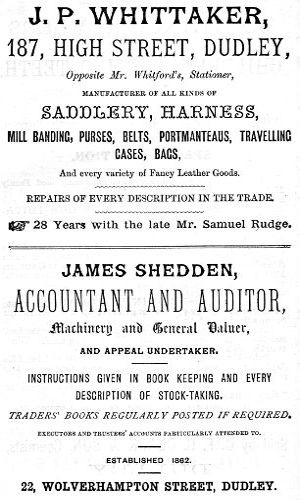 J. P. WHITTAKER,
187, HIGH STREET, DUDLEY,
Opposite Mr. Whitford's, Stationer,
MANUFACTURER OF ALL KINDS OF
SADDLERY, HARNESS,
MILL BANDING, PURSES, BELTS, PORTMANTEAUS, TRAVELLING
CASES, BAGS,
And every variety of Fancy Leather Goods.
REPAIRS OF EVERY DESCRIPTION IN THE TRADE.
☞ 28 Years with the late Mr. Samuel Rudge.
JAMES SHEDDEN,
ACCOUNTANT AND AUDITOR,
Machinery and General Valuer,
AND APPEAL UNDERTAKER.
INSTRUCTIONS GIVEN IN BOOK KEEPING AND EVERY
DESCRIPTION OF STOCK-TAKING.
TRADERS' BOOKS REGULARLY POSTED IF REQUIRED.
EXECUTORS AND TRUSTEES' ACCOUNTS PARTICULARLY ATTENDED TO.
ESTABLISHED 1862.
22, WOLVERHAMPTON STREET, DUDLEY.